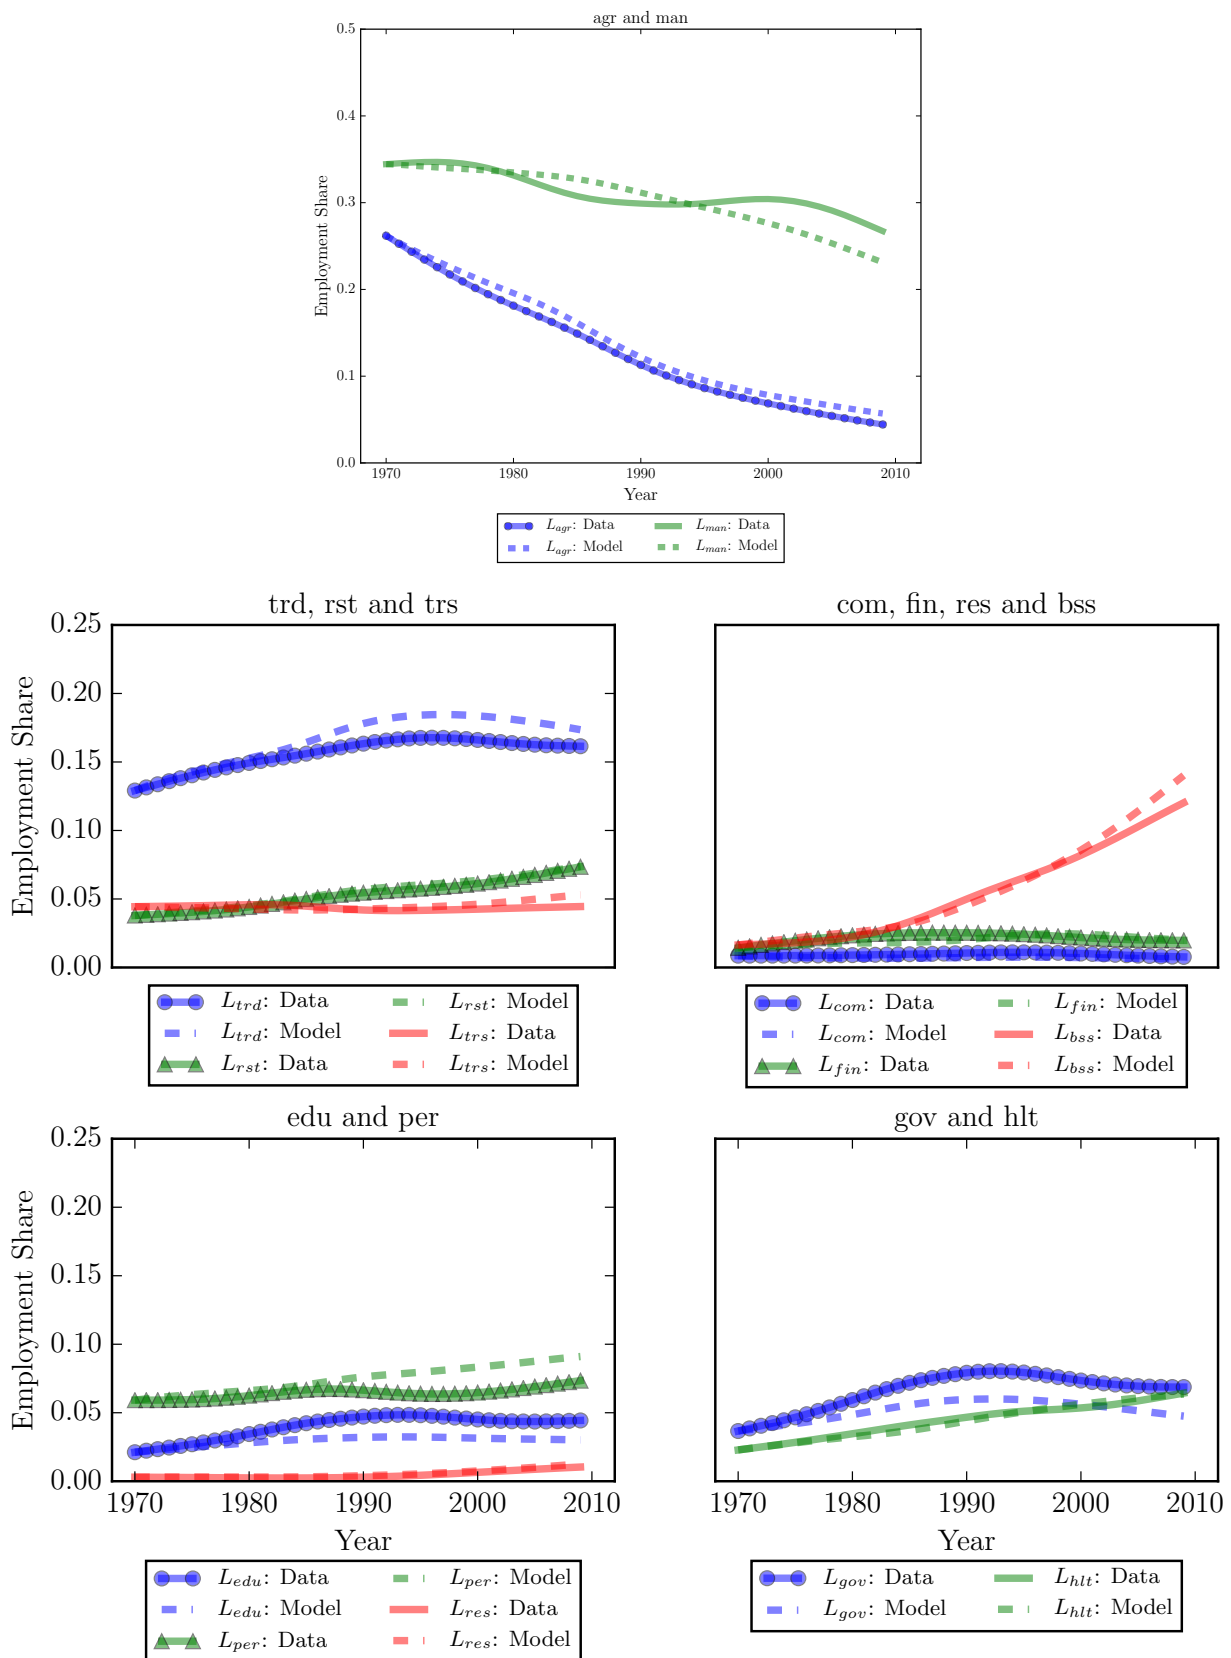 agr and man
0.5
0.4
0.3
0.2
0.1
0.0
Employment Share
1970 1980 1990 2000 2010
Year
L_agr: Data L_man: Data
L_agr: Model L_man: Model
trd, rst and trs
0.25
0.20
0.15
0.10
0.05
0.00
Employment Share
L_trd: Data L_rst: Model
L_trd: Model L_trs: Data
L_rst: Data L_trs: Model
com, fin, res and bss
L_com: Data L_fin: Model
L_com: Model L_bss: Data
L_fin: Data L_bss: Model
edu and per
0.25
0.20
0.15
0.10
0.05
0.00
Employment Share
1970 1980 1990 2000 2010
Year
L_edu: Data L_per: Model
L_edu: Model L_res: Data
L_per: Data L_res: Model
gov and hlt
1970 1980 1990 2000 2010
Year
L_gov: Data L_hlt: Data
L_gov: Model L_hlt: Model